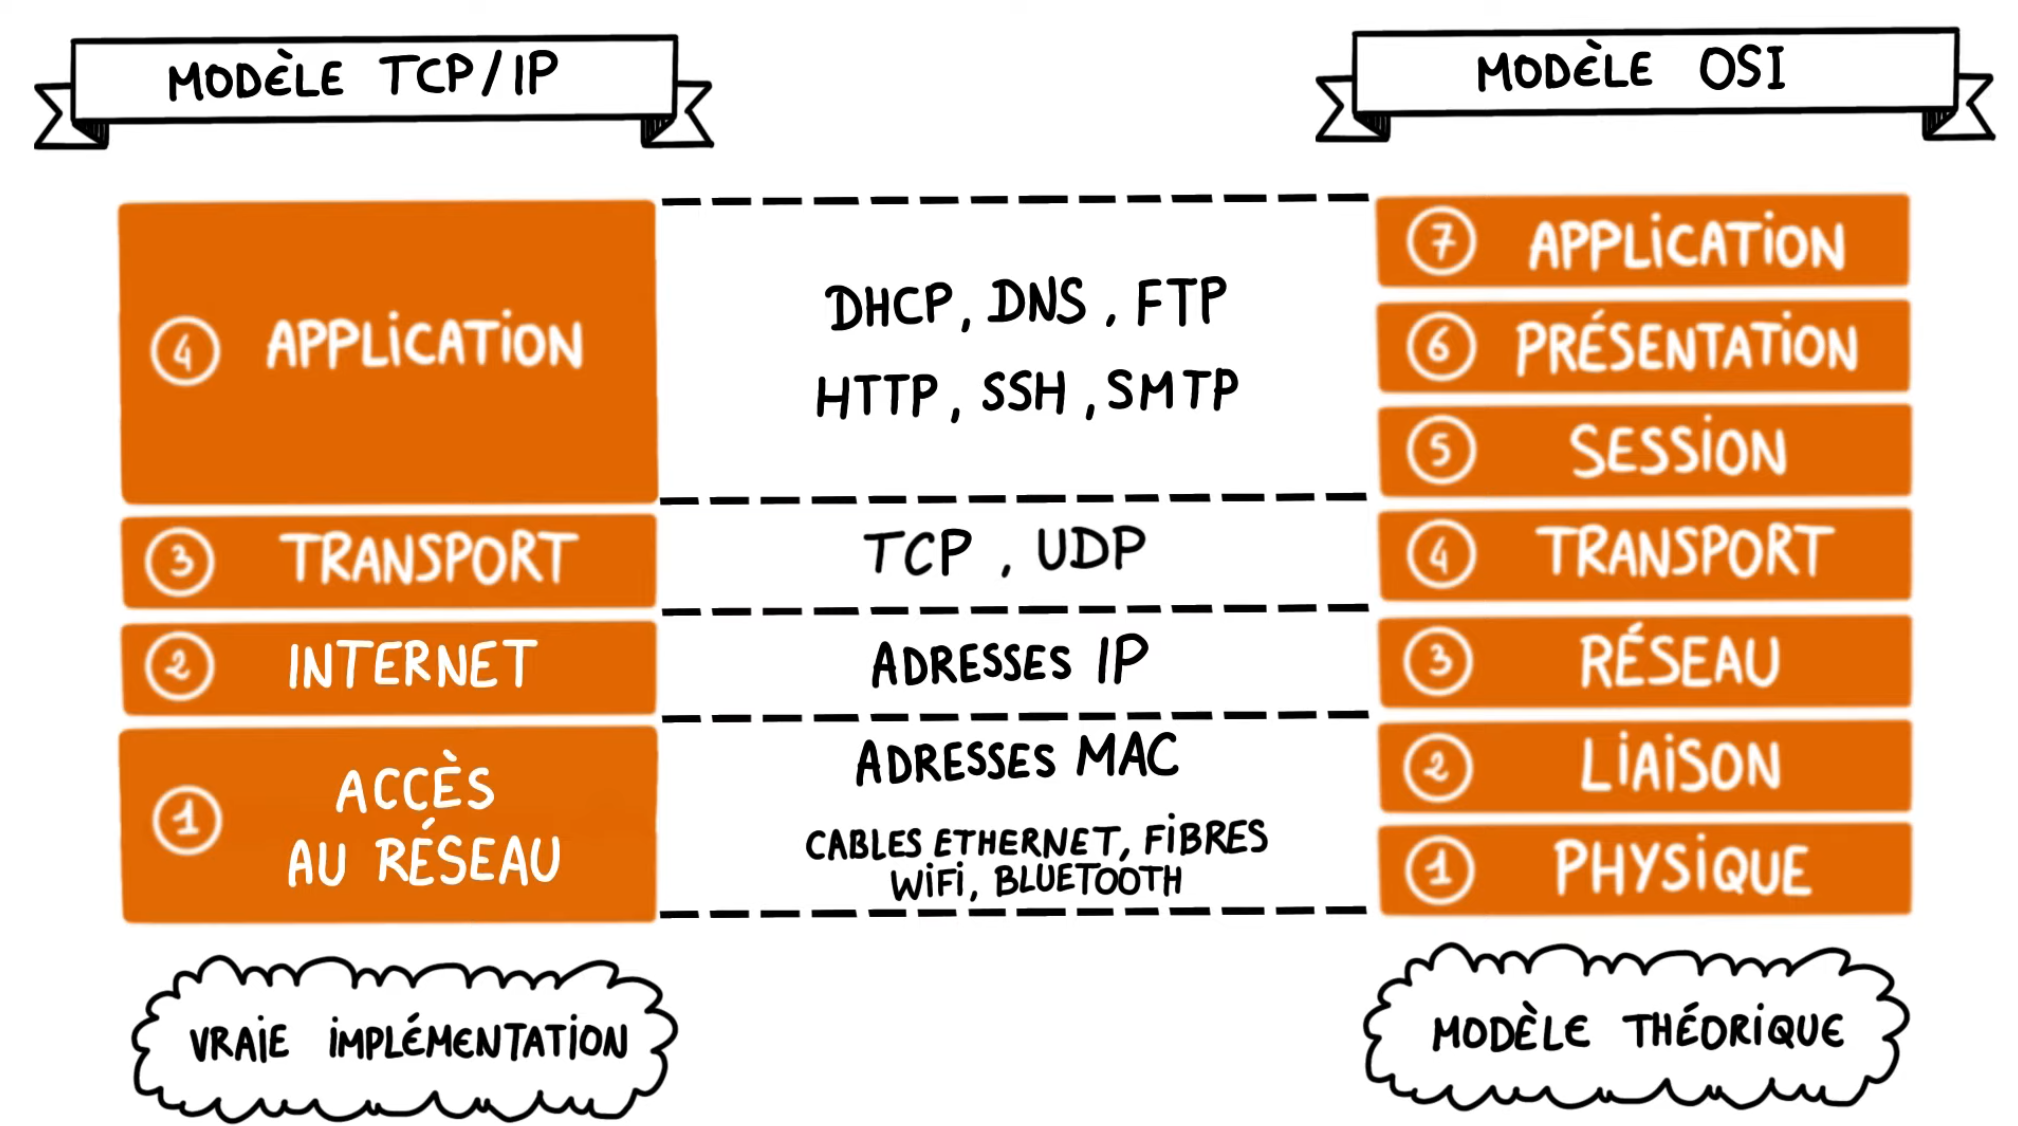 MODÈLE TCP/IP
MODÈLE OSI
4 APPLICATION
3 TRANSPORT
2 INTERNET
1 ACCÈS
AU RÉSEAU
DHCP, DNS, FTP
HTTP, SSH, SMTP
TCP, UDP
ADRESSES IP
ADRESSES MAC
CABLES ETHERNET, FIBRES
WIFI, BLUETOOTH
7 APPLICATION
6 PRÉSENTATION
5 SESSION
4 TRANSPORT
3 RÉSEAU
2 LIAISON
1 PHYSIQUE
VRAIE IMPLÉMENTATION
MODÈLE THÉORIQUE